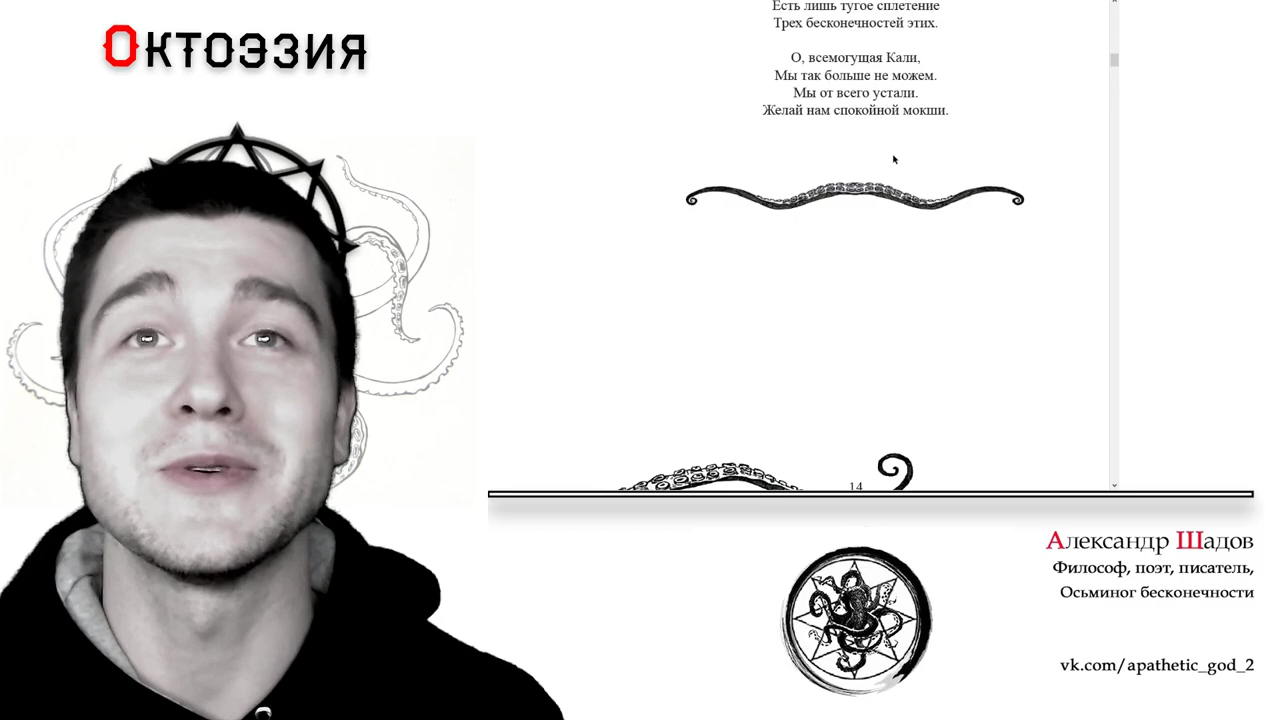 Октоэзия
Есть лишь тугое сплетение
Трех бесконечностей этих.
О, всемогущая Кали,
Мы так больше не можем.
Мы от всего устали.
Желай нам спокойной мокши.
14
Александр Шадов
Философ, поэт, писатель,
Осьминог бесконечности
vk.com/apathetic_god_2